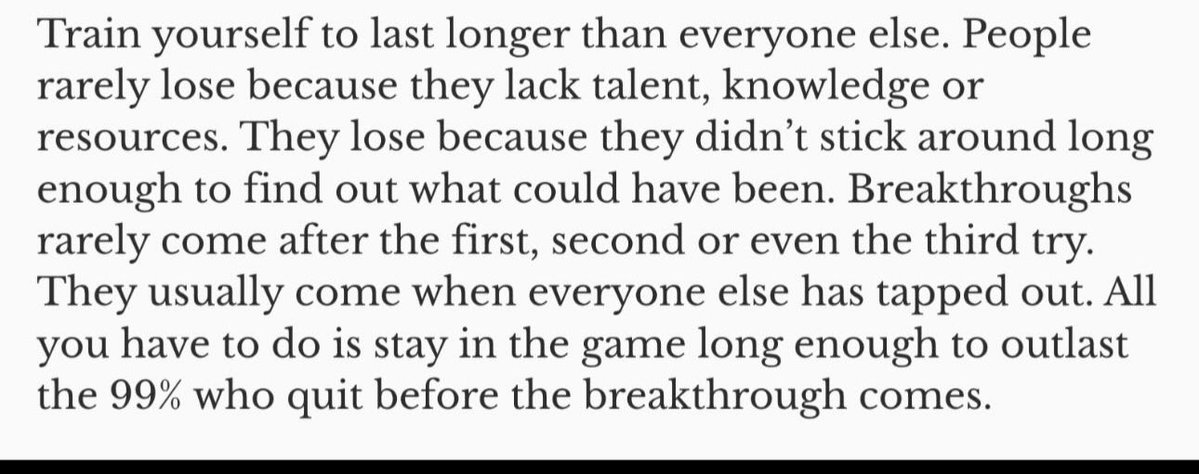 Train yourself to last longer than everyone else. People
rarely lose because they lack talent, knowledge or
resources. They lose because they didn’t stick around long
enough to find out what could have been. Breakthroughs
rarely come after the first, second or even the third try.
They usually come when everyone else has tapped out. All
you have to do is stay in the game long enough to outlast
the 99% who quit before the breakthrough comes.